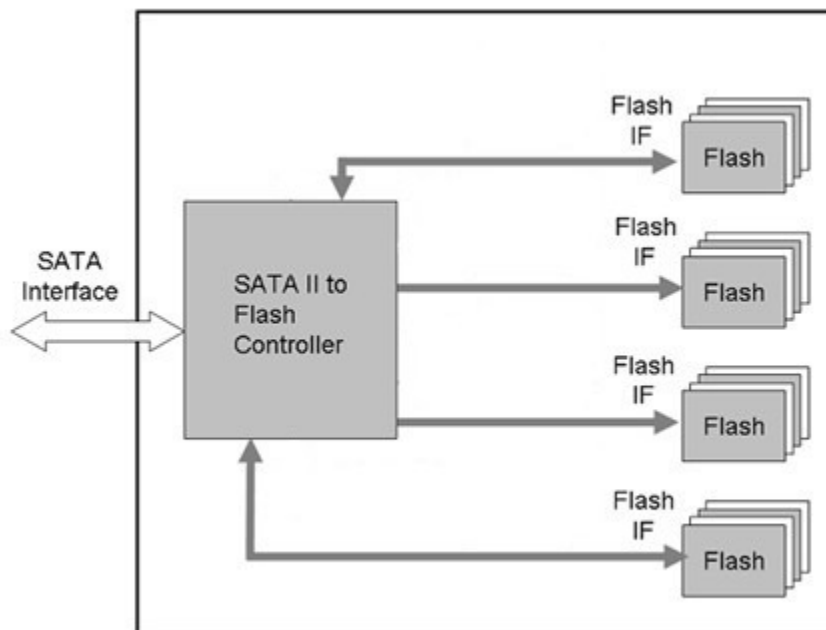 SATA
Interface
SATA II to
Flash
Controller
Flash
IF
Flash
Flash
IF
Flash
Flash
IF
Flash
Flash
IF
Flash